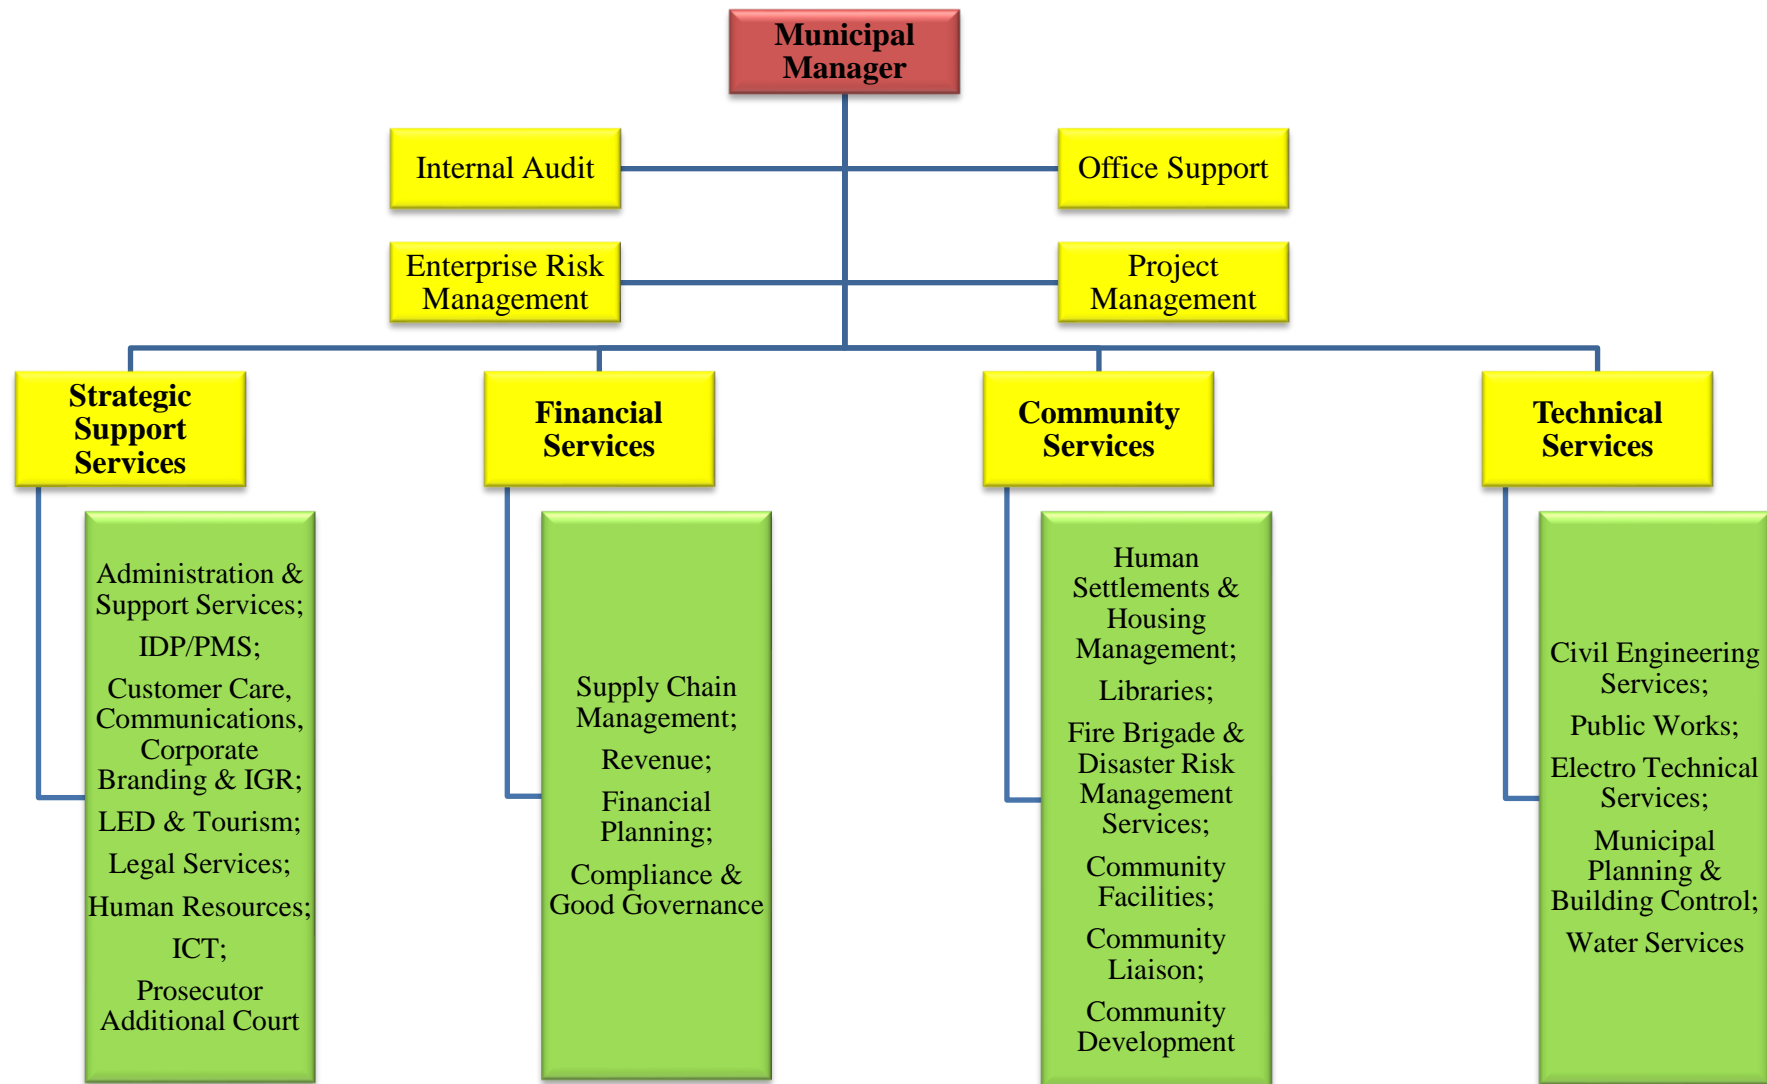 Municipal
Manager
Internal Audit
Office Support
Enterprise Risk
Management
Project
Management
Strategic
Support
Services
Financial
Services
Community
Services
Technical
Services
Administration &
Support Services;
IDP/PMS;
Customer Care,
Communications,
Corporate
Branding & IGR;
LED & Tourism;
Legal Services;
Human Resources;
ICT;
Prosecutor
Additional Court
Supply Chain
Management;
Revenue;
Financial
Planning;
Compliance &
Good Governance
Human
Settlements &
Housing
Management;
Libraries;
Fire Brigade &
Disaster Risk
Management
Services;
Community
Facilities;
Community
Liaison;
Community
Development
Civil Engineering
Services;
Public Works;
Electro Technical
Services;
Municipal
Planning &
Building Control;
Water Services